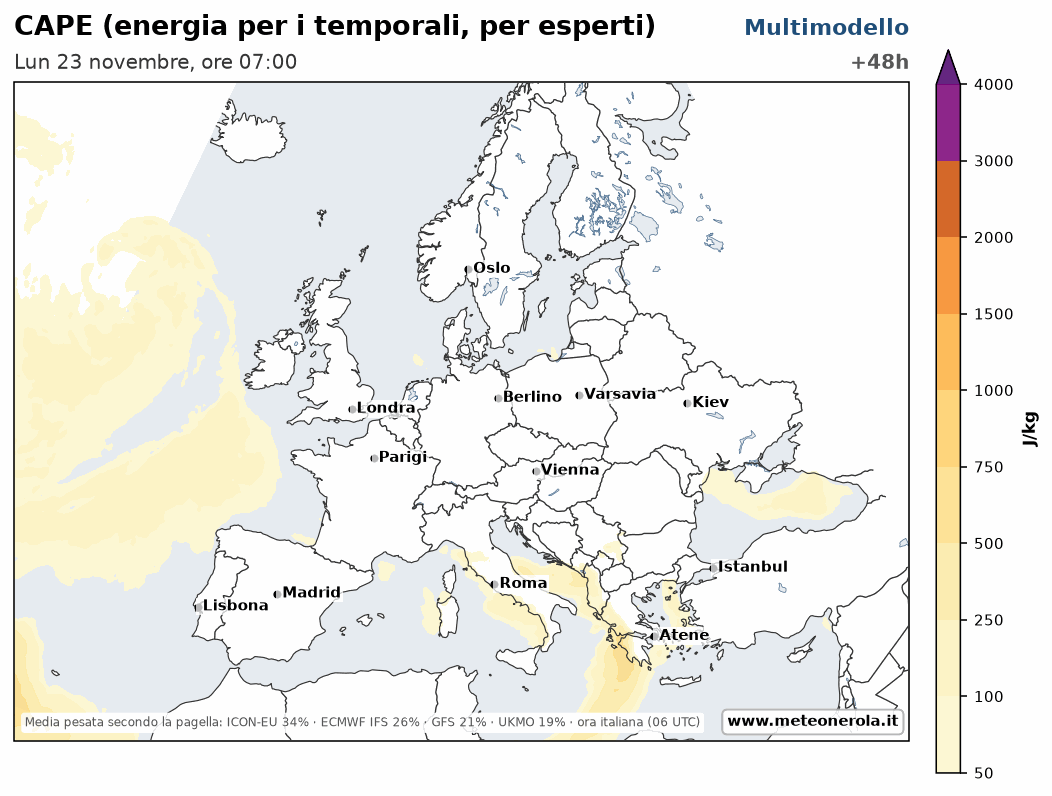 CAPE (energia per i temporali, per esperti)
Multimodello
Lun 23 novembre, ore 07:00
+48h
4000
3000
2000
1500
1000
750
500
250
100
50
J/kg
Oslo
Berlino
Varsavia
Kiev
Londra
Parigi
Vienna
Istanbul
Roma
Madrid
Lisbona
Atene
Media pesata secondo la pagella: ICON-EU 34% · ECMWF IFS 26% · GFS 21% · UKMO 19% · ora italiana (06 UTC)
www.meteonerola.it